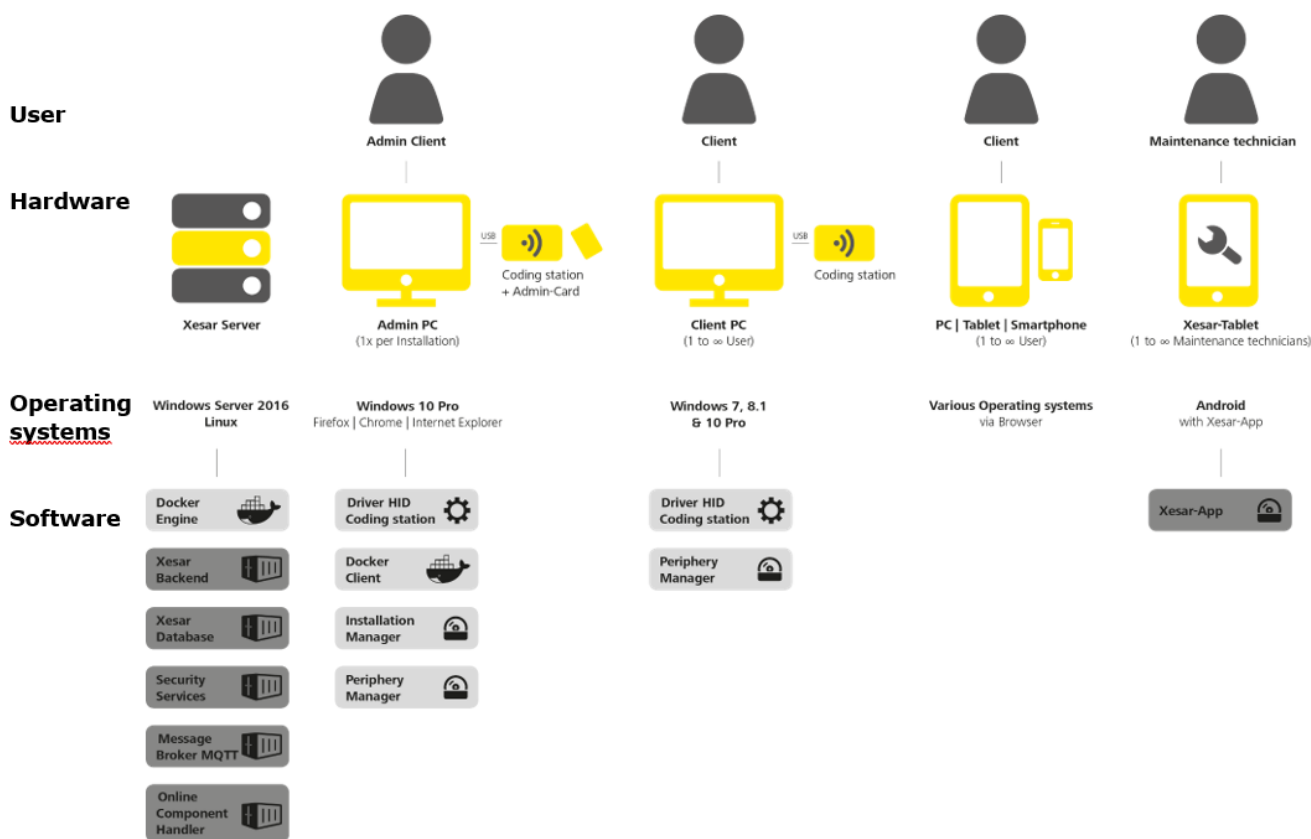 User
Admin Client
Client
Client
Maintenance technician
Hardware
USB
Coding station
+ Admin-Card
USB
Coding station
Xesar Server
Admin PC
(1x per Installation)
Client PC
(1 to ∞ User)
PC | Tablet | Smartphone
(1 to ∞ User)
Xesar-Tablet
(1 to ∞ Maintenance technicians)
Operating
systems
Windows Server 2016
Linux
Windows 10 Pro
Firefox | Chrome | Internet Explorer
Windows 7, 8.1
& 10 Pro
Various Operating systems
via Browser
Android
with Xesar-App
Software
Docker
Engine
Xesar
Backend
Xesar
Database
Security
Services
Message
Broker MQTT
Online
Component
Handler
Driver HID
Coding station
Docker
Client
Installation
Manager
Periphery
Manager
Driver HID
Coding station
Periphery
Manager
Xesar-App